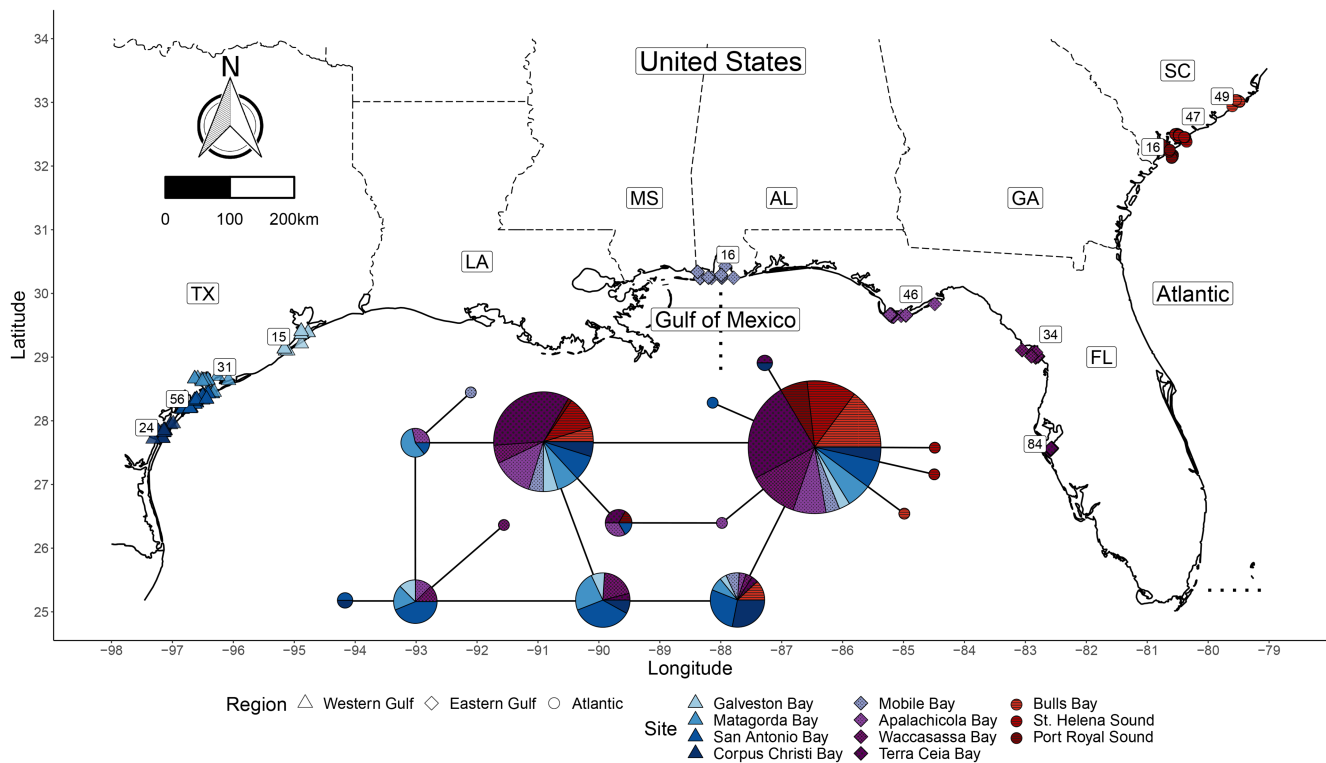 34
33
32
31
30
29
28
27
26
25
Latitude
N
0 100 200km
United States
SC
49
47
16
MS
AL
GA
LA
16
TX
Gulf of Mexico
46
Atlantic
15
34
31
FL
56
24
84
−98 −97 −96 −95 −94 −93 −92 −91 −90 −89 −88 −87 −86 −85 −84 −83 −82 −81 −80 −79
Longitude
Region Western Gulf Eastern Gulf Atlantic
Site
Galveston Bay
Matagorda Bay
San Antonio Bay
Corpus Christi Bay
Mobile Bay
Apalachicola Bay
Waccasassa Bay
Terra Ceia Bay
Bulls Bay
St. Helena Sound
Port Royal Sound